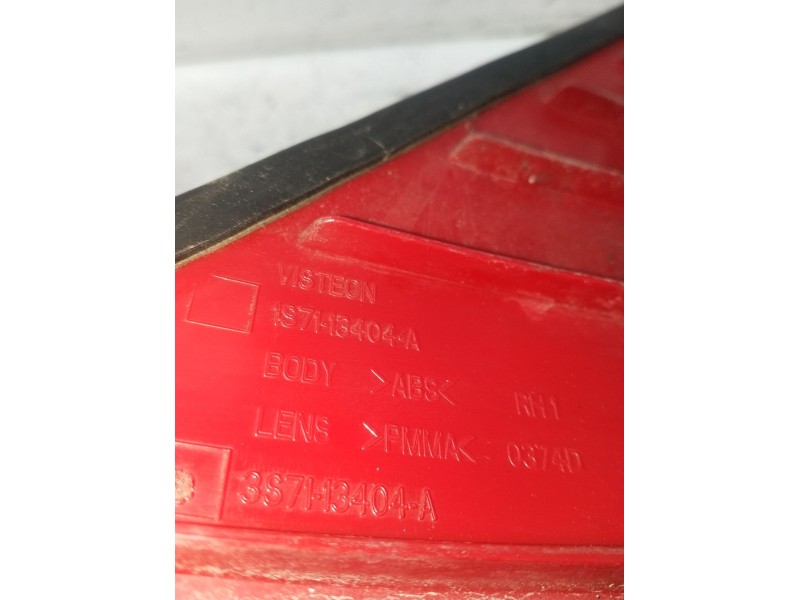 VISTEON
1S71-13404-A
BODY >ABS< RH1
LENS >PMMA< 0374D
3S71-13404-A